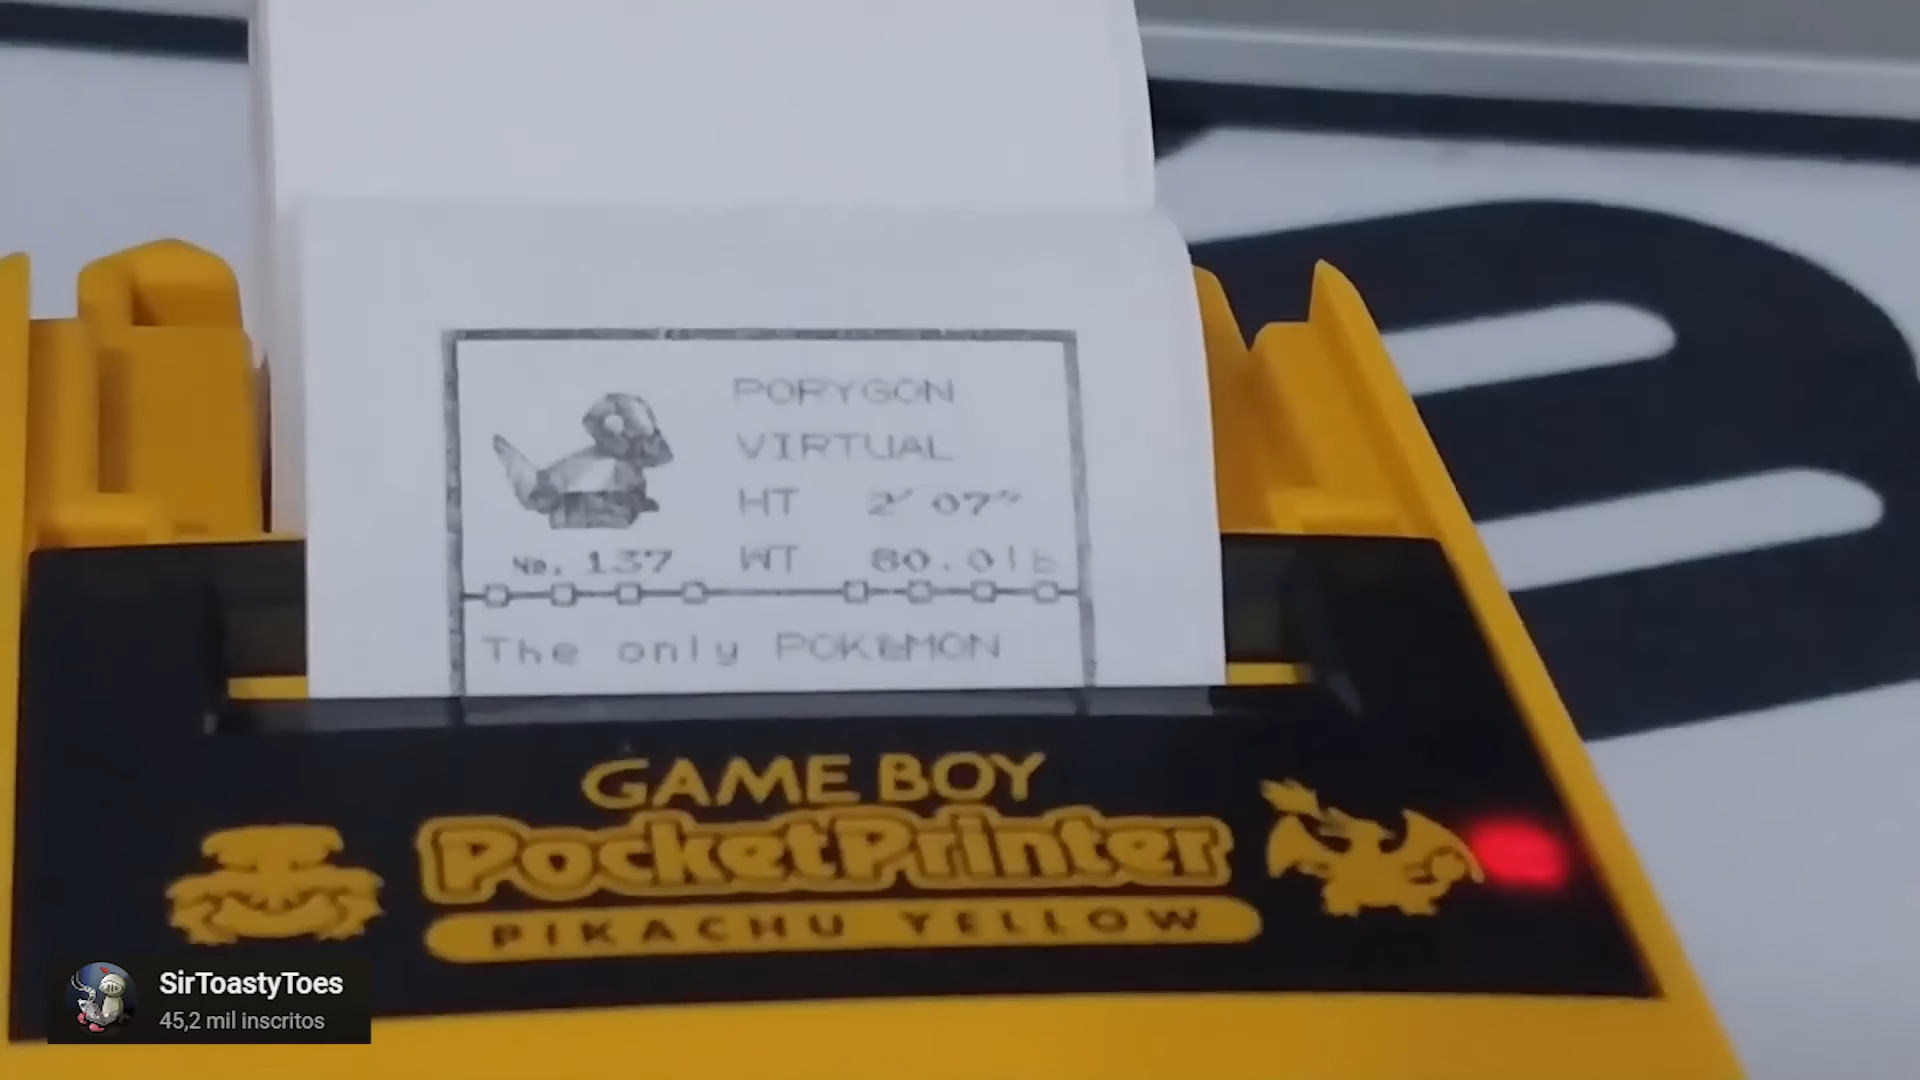 PORYGON
VIRTUAL
HT 2′07″
No.137 WT 80.0lb
The only POKéMON
GAME BOY
PocketPrinter
PIKACHU YELLOW
SirToastyToes
45,2 mil inscritos